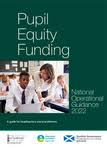 Pupil
Equity
Funding
National
Operational
Guidance
2022
A guide for headteachers and practitioners